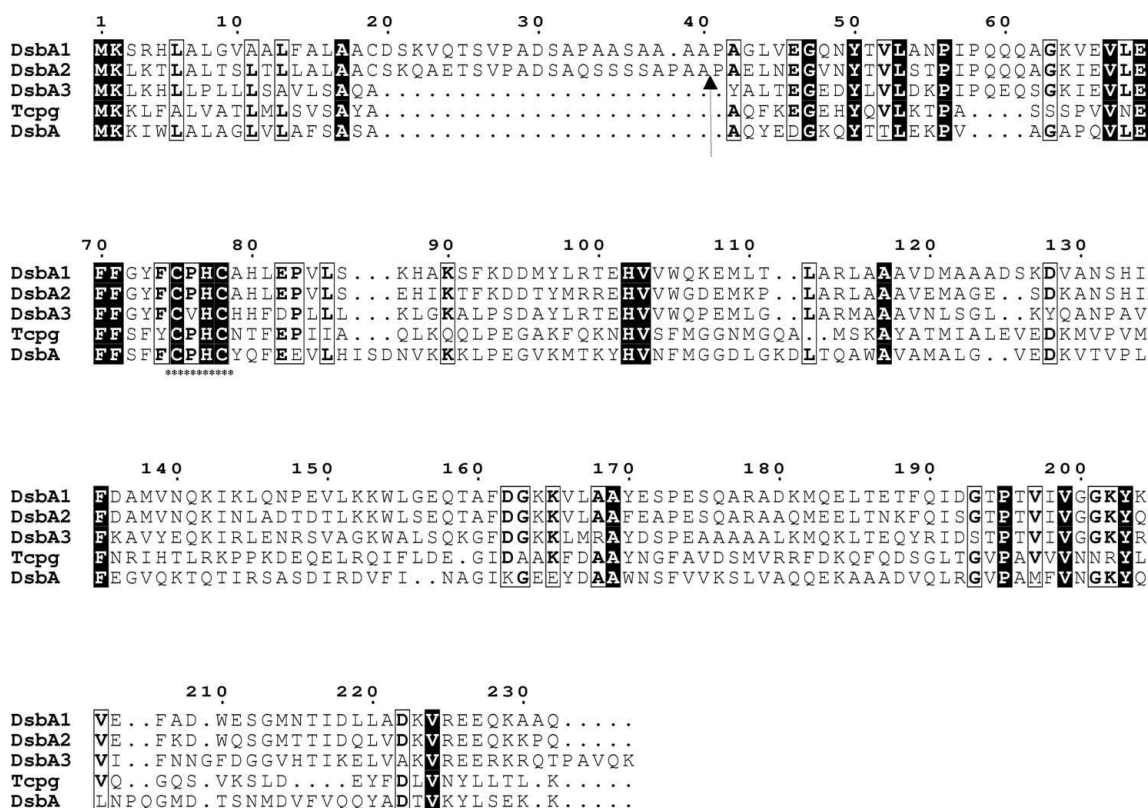 1 10 20 30 40 50 60
DsbA1 MKSRHLALGVAALFALAACDSKVQTSVPADSAPAASAA.AAPAGLVEGQNYTVLANPIPQQQAGKVEVLE
DsbA2 MKLKTLALTSLTLLALAACSKQAETSVPADSAQSSSSAPAAPAELNEGVNYTVLSTPIPQQQAGKIEVLE
DsbA3 MKLKHLLPLLLSAVLSAQA......................YALTEGEDYLVLDKPIPQEQSGKIEVLE
Tcpg MKKLFALVATLMLSVSAYA......................AQFKEGEHYQVLKTPA....SSSPVVNE
DsbA MKKIWLALAGLVLAFSASA......................AQYEDGKQYTTLEKPV....AGAPQVLE
70 80 90 100 110 120 130
DsbA1 FFGYFCPHCAHLEPVLS...KHAKSFKDDMYLRTEHVVWQKEMLT.LARLAAAVDMAAADSKDVANSHI
DsbA2 FFGYFCPHCAHLEPVLS...EHIKTFKDDTYMRREHVVWGDEMKP.LARLAAAVEMAGE.SDKANSHI
DsbA3 FFGYFCVHCHHFDPLLL...KLGKALPSDAYLRTEHVVWQPEMLG.LARMAAAVNLSGL.KYQANPAV
Tcpg FFSFYCPHCNTFEPIIA...QLKQQLPEGAKFQKNHVSFMGGNMGQA.MSKAYATMIALEVEDKMVPVM
DsbA FFSFFCPHCYQFEEVLHISDNVKKKLPEGVKMTKYHVNFMGGDLGKDLTQAWAVAMALG.VEDKVTVPL
***********
140 150 160 170 180 190 200
DsbA1 FDAMVNQKIKLQNPEVLKKWLGEQTAFDGKKVLAAYESPESQARADKMQELTETFQIDGTPTVIVGGKYK
DsbA2 FDAMVNQKINLADTDTLKKWLSEQTAFDGKKVLAAFEAPESQARAAQMEELTNKFQISGTPTVIVGGKYQ
DsbA3 FKAVYEQKIRLENRSVAGKWALSQKGFDGKKLMRAYDSPEAAAAALKMQKLTEQYRIDSTPTVIVGGKYR
Tcpg FNRIHTLRKPPKDEQELRQIFLDE.GIDAAKFDAAYNGFAVDSMVRRFDKQFQDSGLTGVPAVVVNNRYL
DsbA FEGVQKTQTIRSASDIRDVFI..NAGIKGEEYDAAWNSFVVKSLVAQQEKAAADVQLRGVPAMFVNGKYQ
210 220 230
DsbA1 VE..FAD.WESGMNTIDLLADKVREEQKAAQ.....
DsbA2 VE..FKD.WQSGMTTIDQLVDKVREEQKKPQ.....
DsbA3 VI..FNNGFDGGVHTIKELVAKVREERKRQTPAVQK
Tcpg VQ..GQS.VKSLD....EYFDLVNYLLTL.K.....
DsbA LNPQGMD.TSNMDVFVQQYADTVKYLSEK.K.....